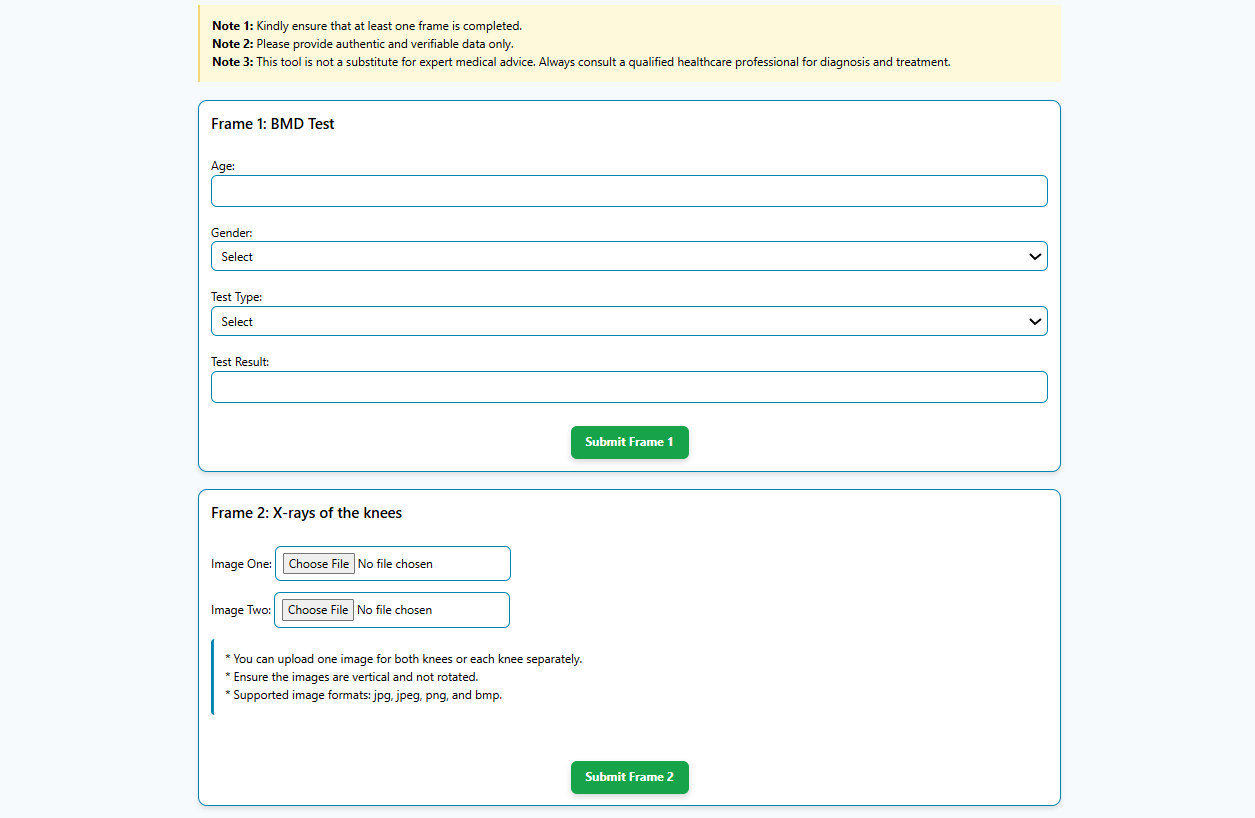 Note 1: Kindly ensure that at least one frame is completed.
Note 2: Please provide authentic and verifiable data only.
Note 3: This tool is not a substitute for expert medical advice. Always consult a qualified healthcare professional for diagnosis and treatment.
Frame 1: BMD Test
Age:
Gender:
Select
Test Type:
Select
Test Result:
Submit Frame 1
Frame 2: X-rays of the knees
Image One: Choose File No file chosen
Image Two: Choose File No file chosen
* You can upload one image for both knees or each knee separately.
* Ensure the images are vertical and not rotated.
* Supported image formats: jpg, jpeg, png, and bmp.
Submit Frame 2